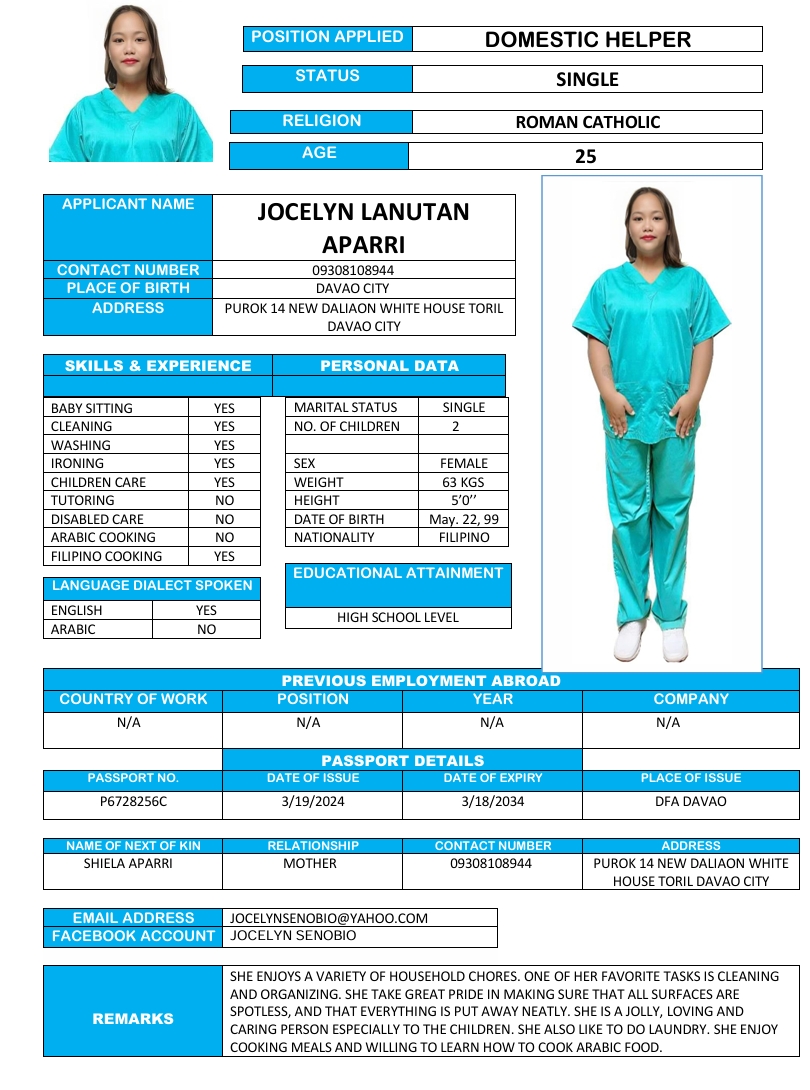 POSITION APPLIED DOMESTIC HELPER
STATUS SINGLE
RELIGION ROMAN CATHOLIC
AGE 25
APPLICANT NAME JOCELYN LANUTAN
APARRI
CONTACT NUMBER 09308108944
PLACE OF BIRTH DAVAO CITY
ADDRESS PUROK 14 NEW DALIAON WHITE HOUSE TORIL
DAVAO CITY
SKILLS & EXPERIENCE PERSONAL DATA
BABY SITTING YES MARITAL STATUS SINGLE
CLEANING YES NO. OF CHILDREN 2
WASHING YES
IRONING YES SEX FEMALE
CHILDREN CARE YES WEIGHT 63 KGS
TUTORING NO HEIGHT 5’0’’
DISABLED CARE NO DATE OF BIRTH May. 22, 99
ARABIC COOKING NO NATIONALITY FILIPINO
FILIPINO COOKING YES
EDUCATIONAL ATTAINMENT
LANGUAGE DIALECT SPOKEN
ENGLISH YES HIGH SCHOOL LEVEL
ARABIC NO
PREVIOUS EMPLOYMENT ABROAD
COUNTRY OF WORK POSITION YEAR COMPANY
N/A N/A N/A N/A
PASSPORT DETAILS
PASSPORT NO. DATE OF ISSUE DATE OF EXPIRY PLACE OF ISSUE
P6728256C 3/19/2024 3/18/2034 DFA DAVAO
NAME OF NEXT OF KIN RELATIONSHIP CONTACT NUMBER ADDRESS
SHIELA APARRI MOTHER 09308108944 PUROK 14 NEW DALIAON WHITE
HOUSE TORIL DAVAO CITY
EMAIL ADDRESS JOCELYNSENOBIO@YAHOO.COM
FACEBOOK ACCOUNT JOCELYN SENOBIO
REMARKS
SHE ENJOYS A VARIETY OF HOUSEHOLD CHORES. ONE OF HER FAVORITE TASKS IS CLEANING
AND ORGANIZING. SHE TAKE GREAT PRIDE IN MAKING SURE THAT ALL SURFACES ARE
SPOTLESS, AND THAT EVERYTHING IS PUT AWAY NEATLY. SHE IS A JOLLY, LOVING AND
CARING PERSON ESPECIALLY TO THE CHILDREN. SHE ALSO LIKE TO DO LAUNDRY. SHE ENJOY
COOKING MEALS AND WILLING TO LEARN HOW TO COOK ARABIC FOOD.